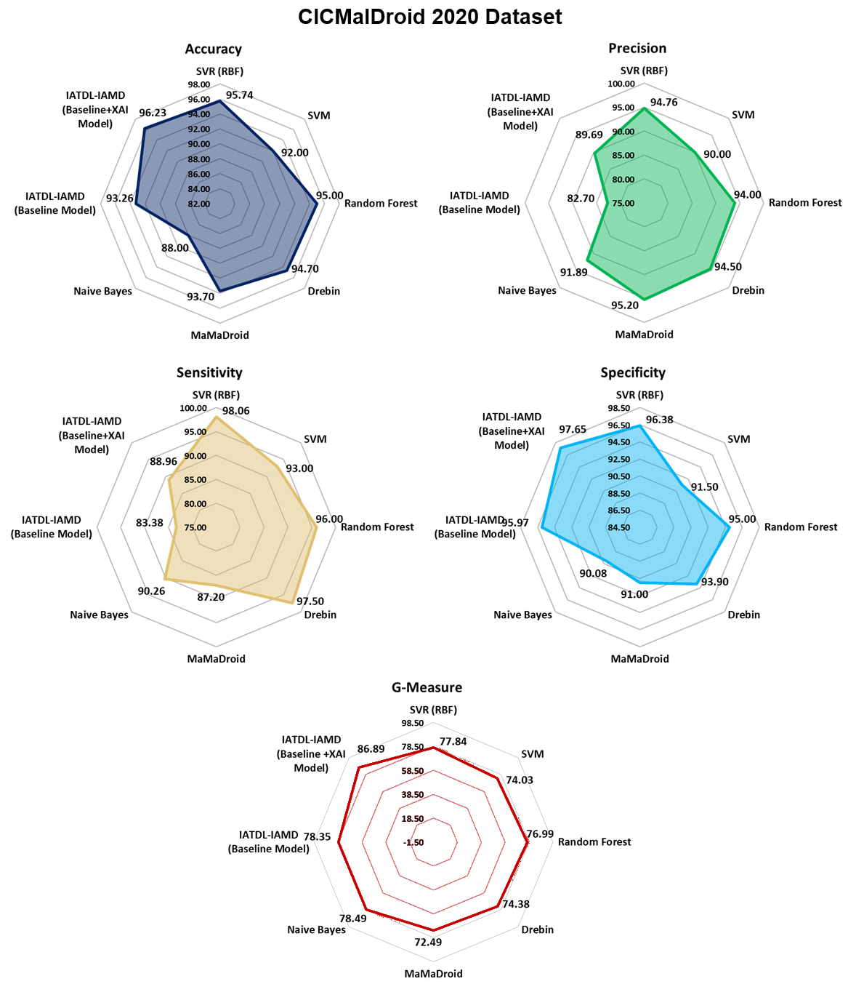 CICMalDroid 2020 Dataset
Accuracy
SVR (RBF)
98.00
96.00
94.00
92.00
90.00
88.00
86.00
84.00
82.00
95.74
SVM
92.00
95.00
Random Forest
94.70
Drebin
93.70
MaMaDroid
88.00
Naive Bayes
93.26
IATDL-IAMD
(Baseline Model)
96.23
IATDL-IAMD
(Baseline+XAI
Model)
Precision
SVR (RBF)
100.00
95.00
90.00
85.00
80.00
75.00
94.76
SVM
90.00
94.00
Random Forest
94.50
Drebin
95.20
MaMaDroid
91.89
Naive Bayes
82.70
IATDL-IAMD
(Baseline Model)
89.69
IATDL-IAMD
(Baseline+XAI
Model)
Sensitivity
SVR (RBF)
100.00
95.00
90.00
85.00
80.00
75.00
98.06
SVM
93.00
96.00
Random Forest
97.50
Drebin
87.20
MaMaDroid
90.26
Naive Bayes
83.38
IATDL-IAMD
(Baseline Model)
88.96
IATDL-IAMD
(Baseline+XAI
Model)
Specificity
SVR (RBF)
98.50
96.50
94.50
92.50
90.50
88.50
86.50
84.50
96.38
SVM
91.50
95.00
Random Forest
93.90
Drebin
91.00
MaMaDroid
90.08
Naive Bayes
95.97
IATDL-IAMD
(Baseline Model)
97.65
IATDL-IAMD
(Baseline+XAI
Model)
G-Measure
SVR (RBF)
98.50
78.50
58.50
38.50
18.50
-1.50
77.84
SVM
74.03
76.99
Random Forest
74.38
Drebin
72.49
MaMaDroid
78.49
Naive Bayes
78.35
IATDL-IAMD
(Baseline Model)
86.89
IATDL-IAMD
(Baseline +XAI
Model)